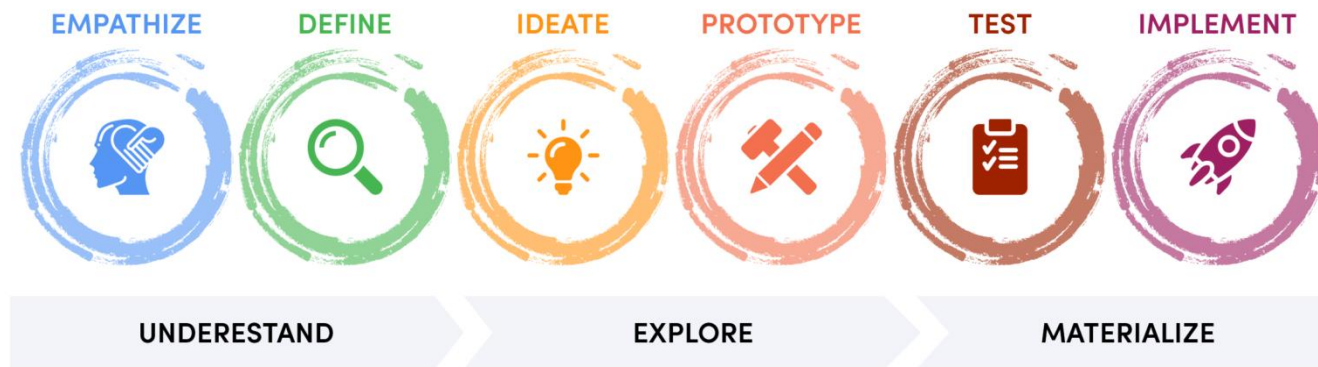 EMPATHIZE DEFINE IDEATE PROTOTYPE TEST IMPLEMENT
UNDERESTAND EXPLORE MATERIALIZE